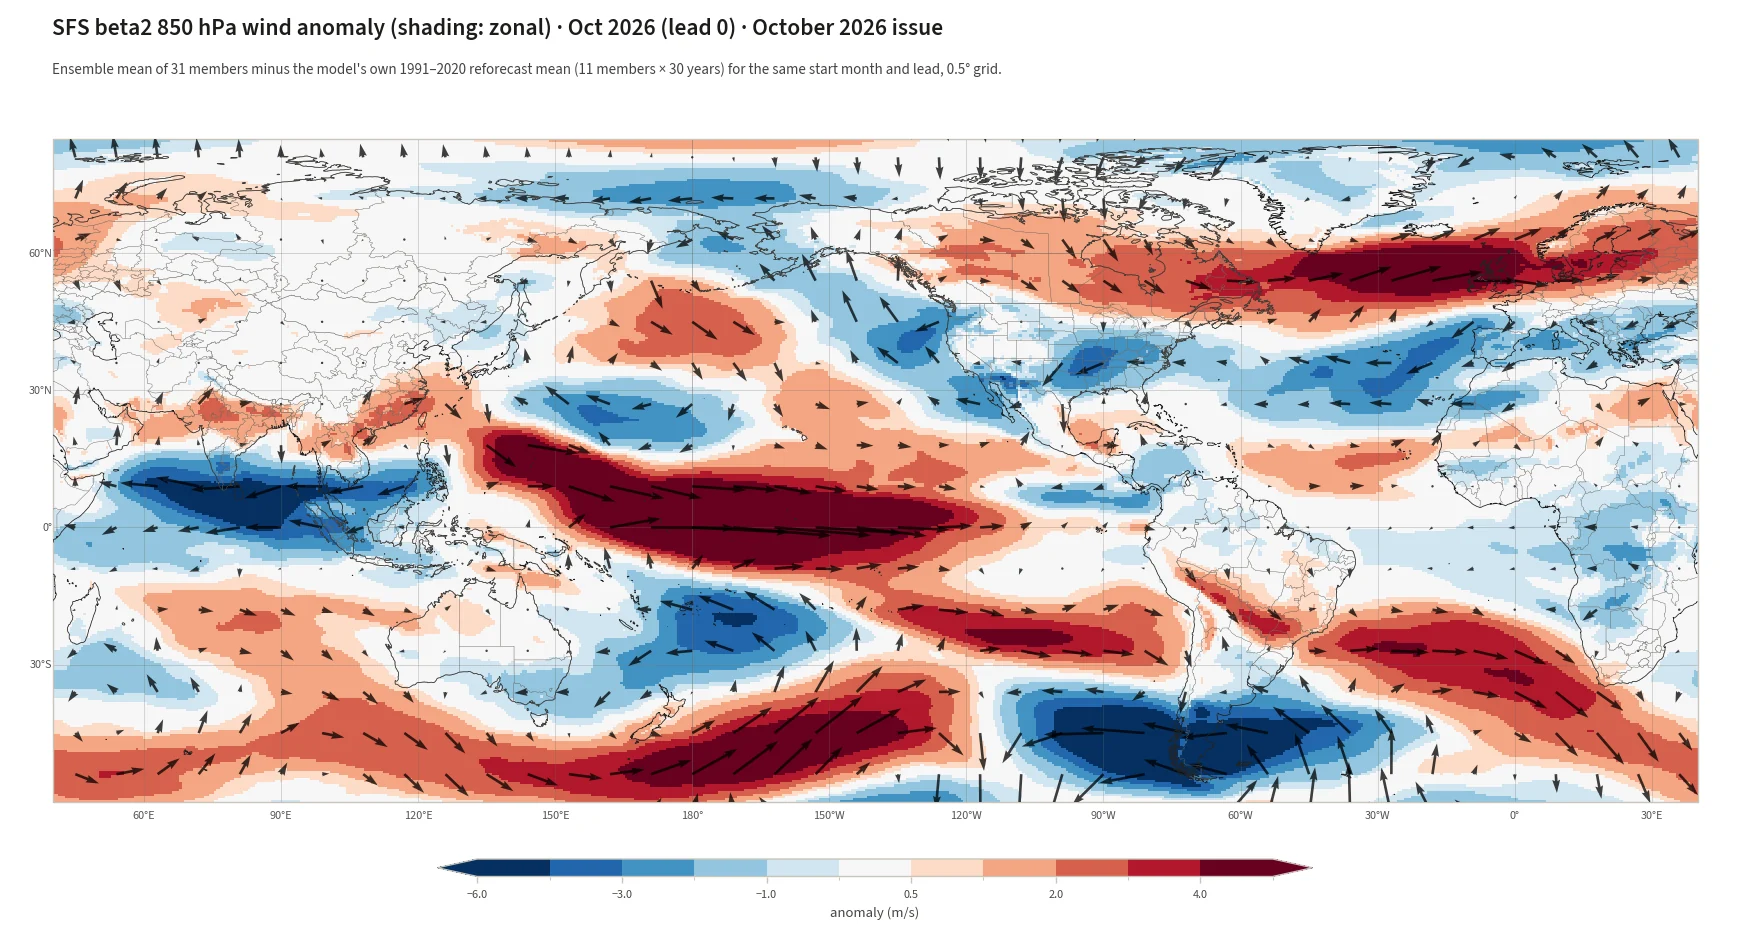 SFS beta2 850 hPa wind anomaly (shading: zonal) · Oct 2026 (lead 0) · October 2026 issue
Ensemble mean of 31 members minus the model's own 1991–2020 reforecast mean (11 members × 30 years) for the same start month and lead, 0.5° grid.
60°N
30°N
0°
30°S
60°E 90°E 120°E 150°E 180° 150°W 120°W 90°W 60°W 30°W 0° 30°E
−6.0 −3.0 −1.0 0.5 2.0 4.0
anomaly (m/s)